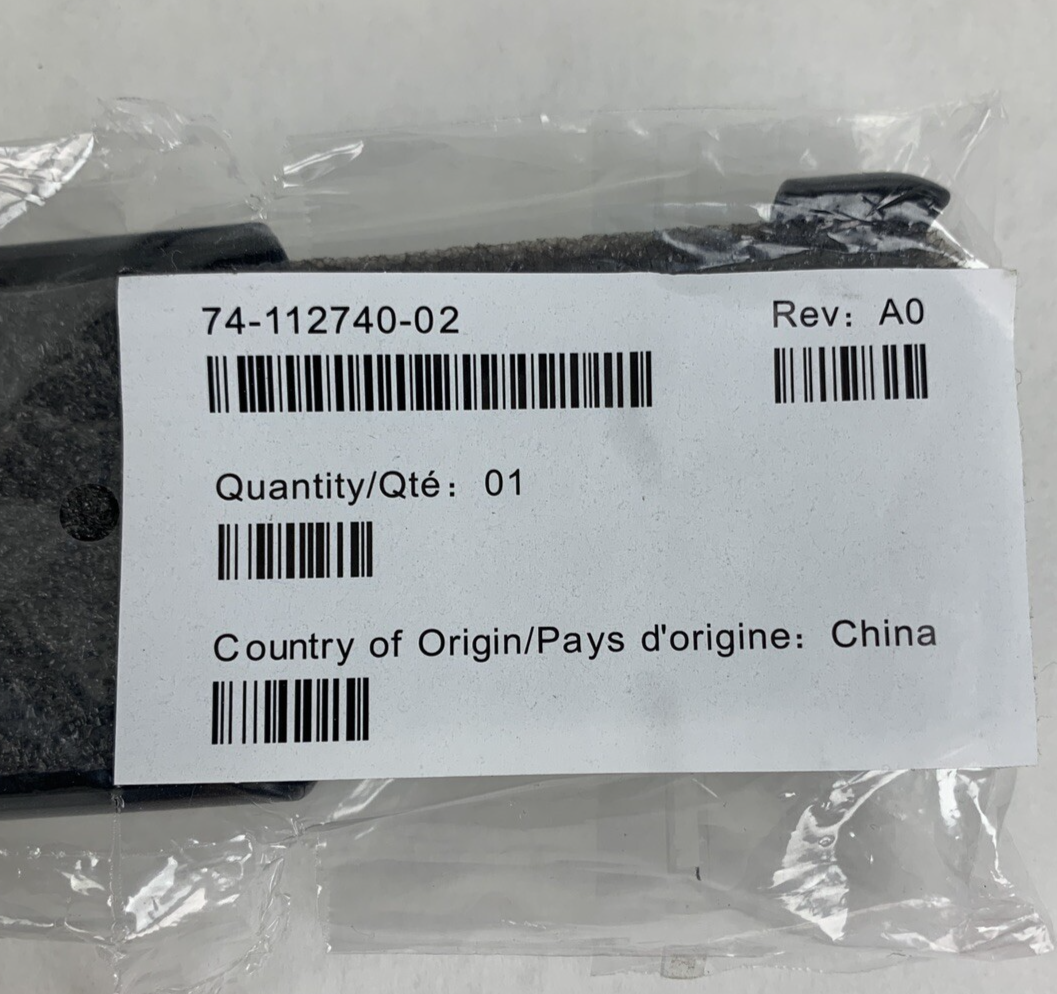 74-112740-02
Rev: A0
Quantity/Qté: 01
Country of Origin/Pays d'origine: China